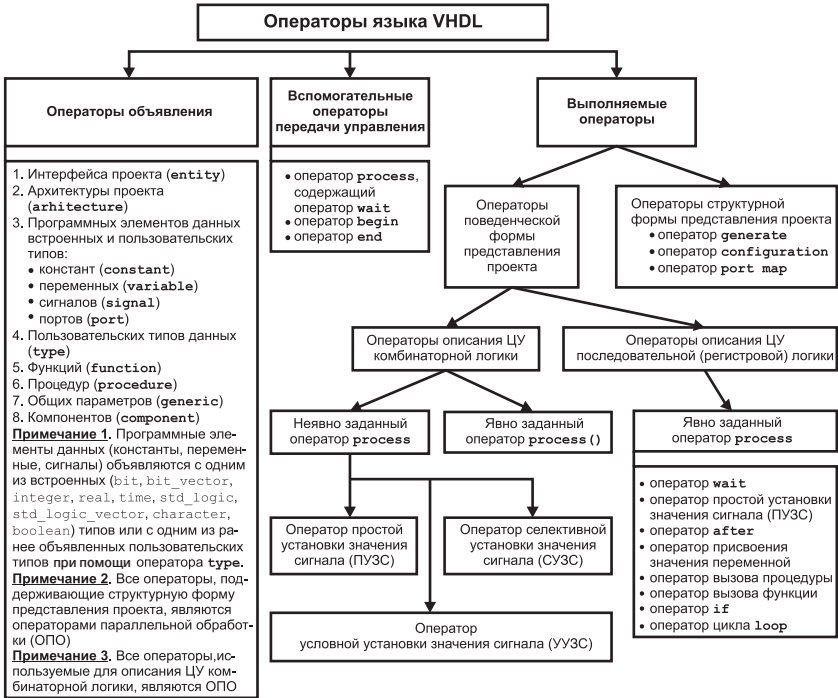 Операторы языка VHDL
Операторы объявления
Вспомогательные
операторы
передачи управления
Выполняемые
операторы
1. Интерфейса проекта (entity)
2. Архитектуры проекта
(arhitecture)
3. Программных элементов данных
встроенных и пользовательских
типов:
• констант (constant)
• переменных (variable)
• сигналов (signal)
• портов (port)
4. Пользовательских типов данных
(type)
5. Функций (function)
6. Процедур (procedure)
7. Общих параметров (generic)
8. Компонентов (component)
Примечание 1. Программные эле-
менты данных (константы, перемен-
ные, сигналы) объявляются с одним
из встроенных (bit, bit_vector,
integer, real, time, std_logic,
std_logic_vector, character,
boolean) типов или с одним из ра-
нее объявленных пользовательских
типов при помощи оператора type.
Примечание 2. Все операторы, под-
держивающие структурную форму
представления проекта, являются
операторами параллельной обработ-
ки (ОПО)
Примечание 3. Все операторы,ис-
пользуемые для описания ЦУ ком-
бинаторной логики, являются ОПО
• оператор process,
содержащий
оператор wait
• оператор begin
• оператор end
Операторы
поведенческой
формы
представления
проекта
Операторы структурной
формы представления проекта
• оператор generate
• оператор configuration
• оператор port map
Операторы описания ЦУ
комбинаторной логики
Операторы описания ЦУ
последовательной (регистровой) логики
Неявно заданный
оператор process
Явно заданный
оператор process()
Явно заданный
оператор process
Оператор простой
установки значения
сигнала (ПУЗС)
Оператор селективной
установки значения
сигнала (СУЗС)
Оператор
условной установки значения сигнала (УУЗС)
• оператор wait
• оператор простой установки
значения сигнала (ПУЗС)
• оператор after
• оператор присвоения
значения переменной
• оператор вызова процедуры
• оператор вызова функции
• оператор if
• оператор цикла loop